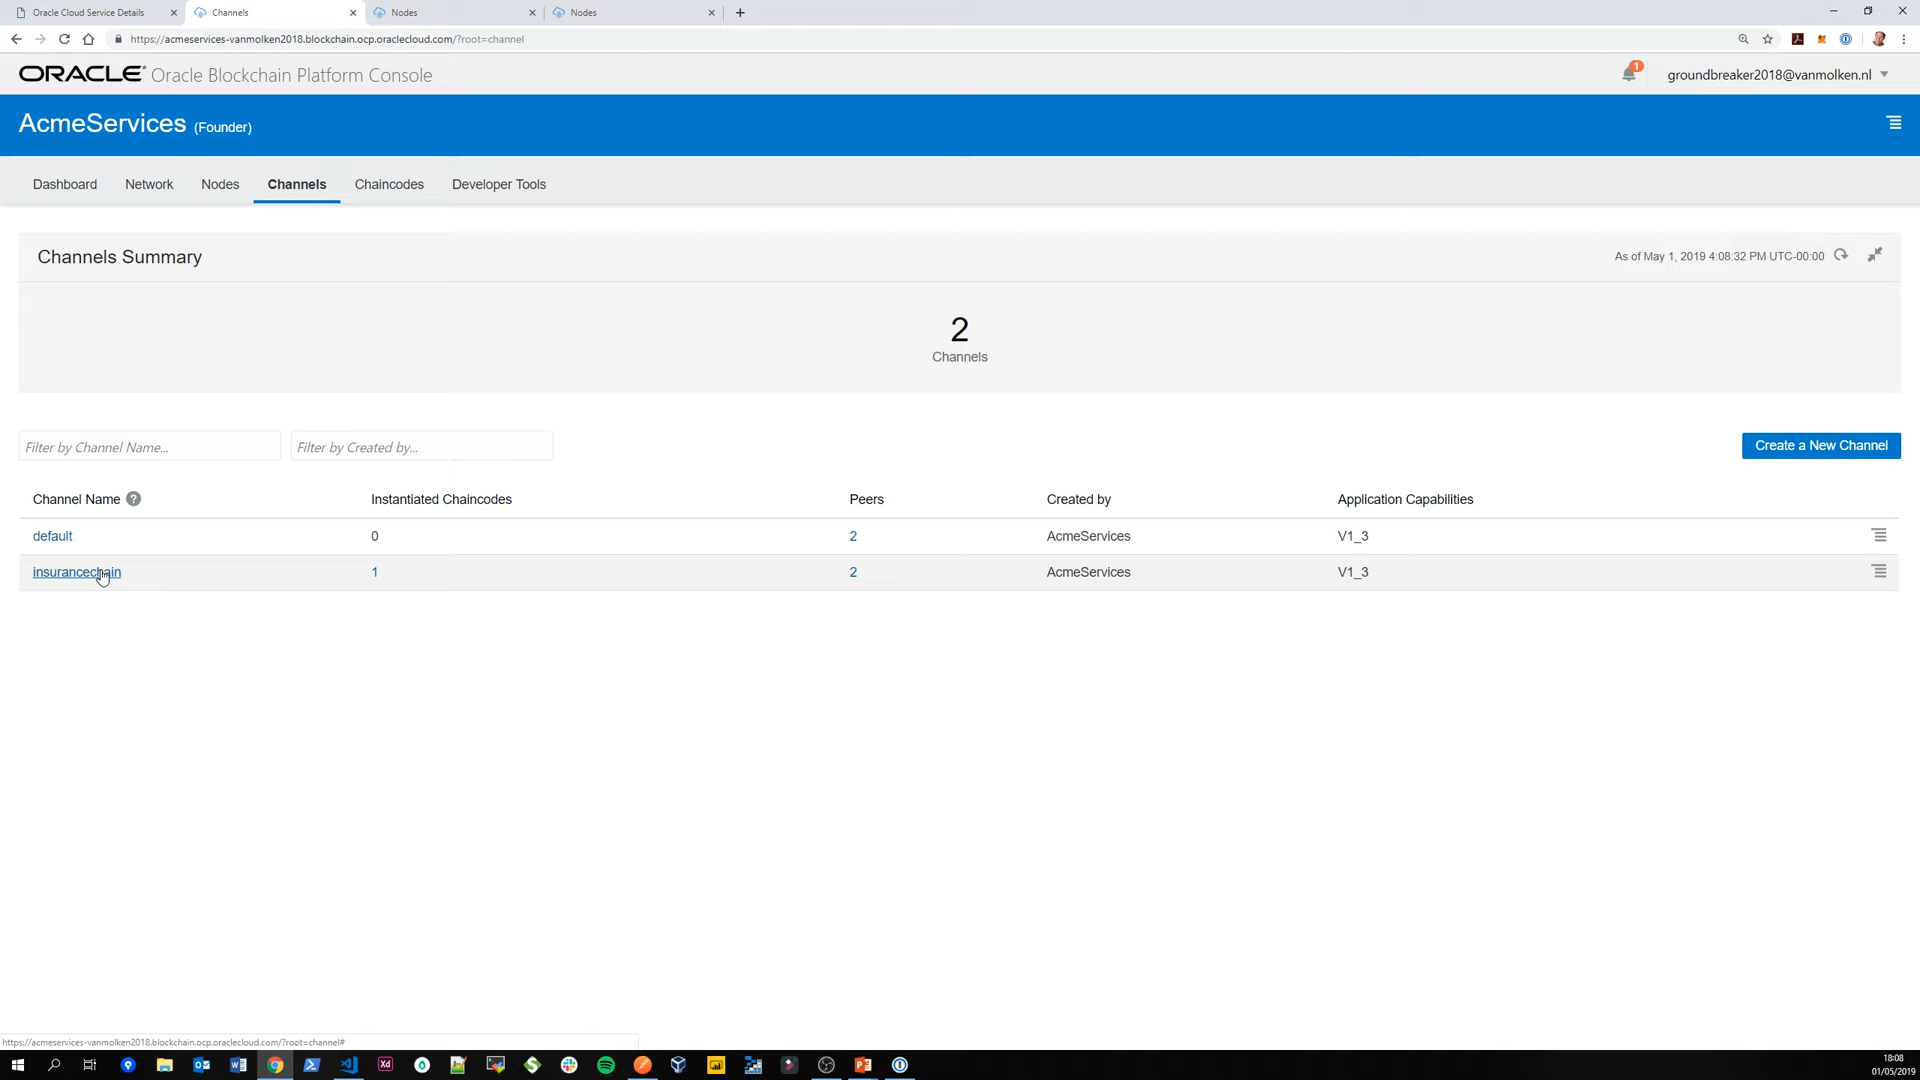 Oracle Cloud Service Details
Channels
Nodes
Nodes
https://acmeservices-vanmolken2018.blockchain.ocp.oraclecloud.com/?root=channel
ORACLE Oracle Blockchain Platform Console
1
groundbreaker2018@vanmolken.nl
AcmeServices (Founder)
Dashboard Network Nodes Channels Chaincodes Developer Tools
Channels Summary
As of May 1, 2019 4:08:32 PM UTC-00:00
2
Channels
Filter by Channel Name...
Filter by Created by...
Create a New Channel
Channel Name ? Instantiated Chaincodes Peers Created by Application Capabilities
default 0 2 AcmeServices V1_3
insurancechain 1 2 AcmeServices V1_3
https://acmeservices-vanmolken2018.blockchain.ocp.oraclecloud.com/?root=channel#
18:08
01/05/2019